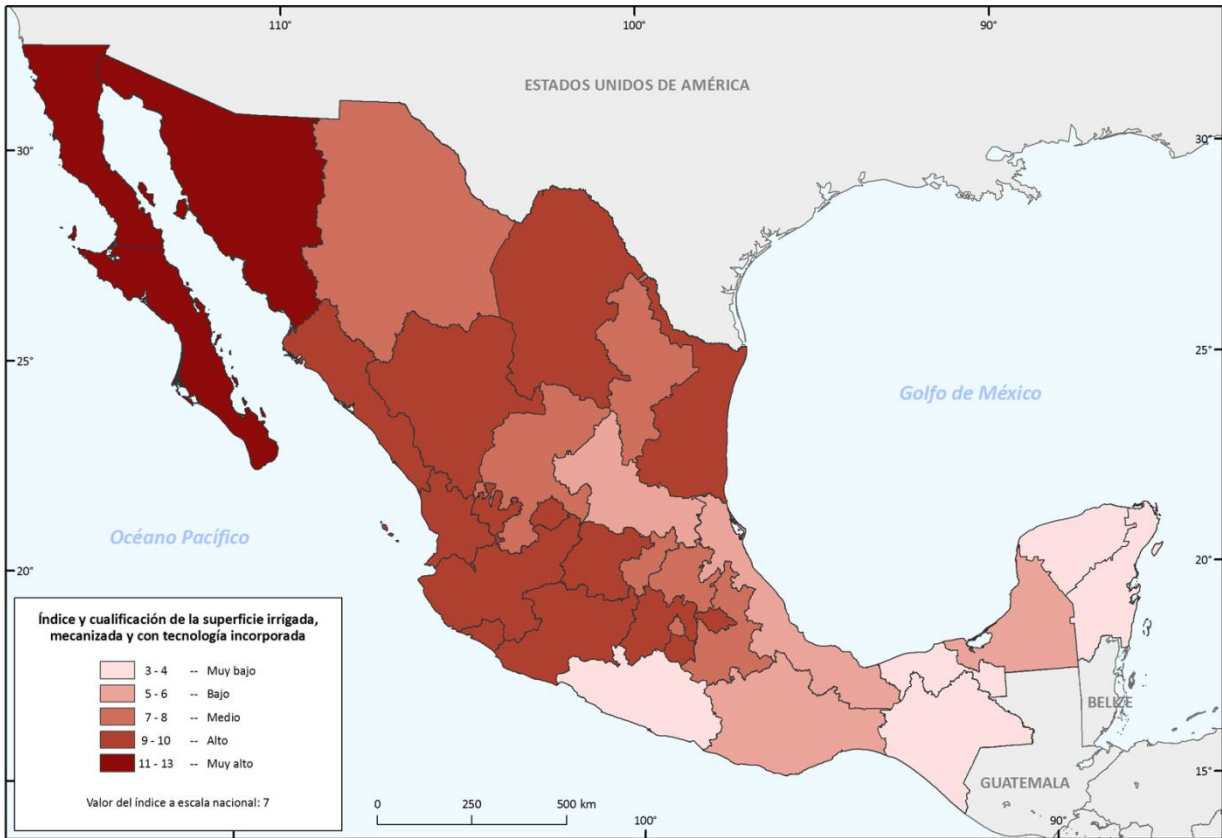 110°
100°
90°
ESTADOS UNIDOS DE AMÉRICA
30°
30°
25°
25°
Golfo de México
Océano Pacífico
20°
20°
Índice y cualificación de la superficie irrigada,
mecanizada y con tecnología incorporada
3 - 4 -- Muy bajo
5 - 6 -- Bajo
7 - 8 -- Medio
9 - 10 -- Alto
11 - 13 -- Muy alto
Valor del índice a escala nacional: 7
BELIZE
GUATEMALA
15°
0 250 500 km
100°
90°